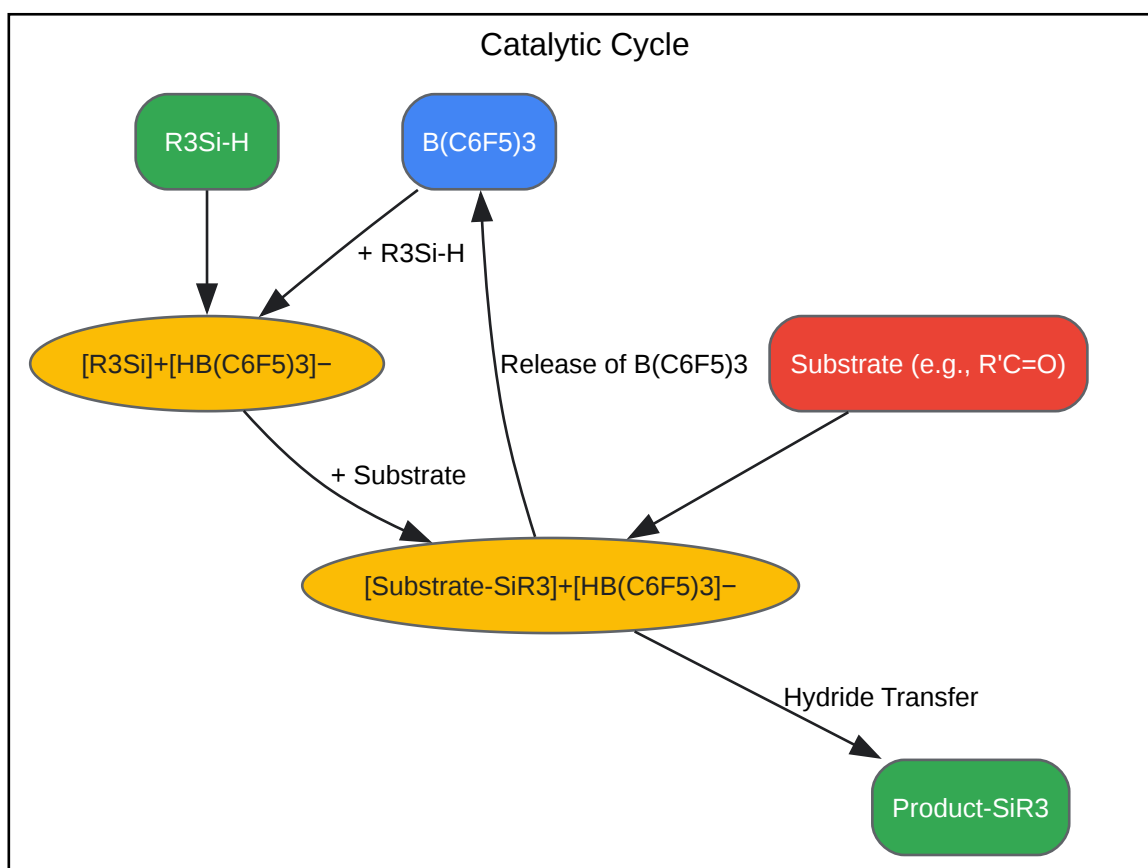 Catalytic Cycle
R3Si-H
B(C6F5)3
+ R3Si-H
[R3Si]+[HB(C6F5)3]−
Release of B(C6F5)3
Substrate (e.g., R'C=O)
+ Substrate
[Substrate-SiR3]+[HB(C6F5)3]−
Hydride Transfer
Product-SiR3